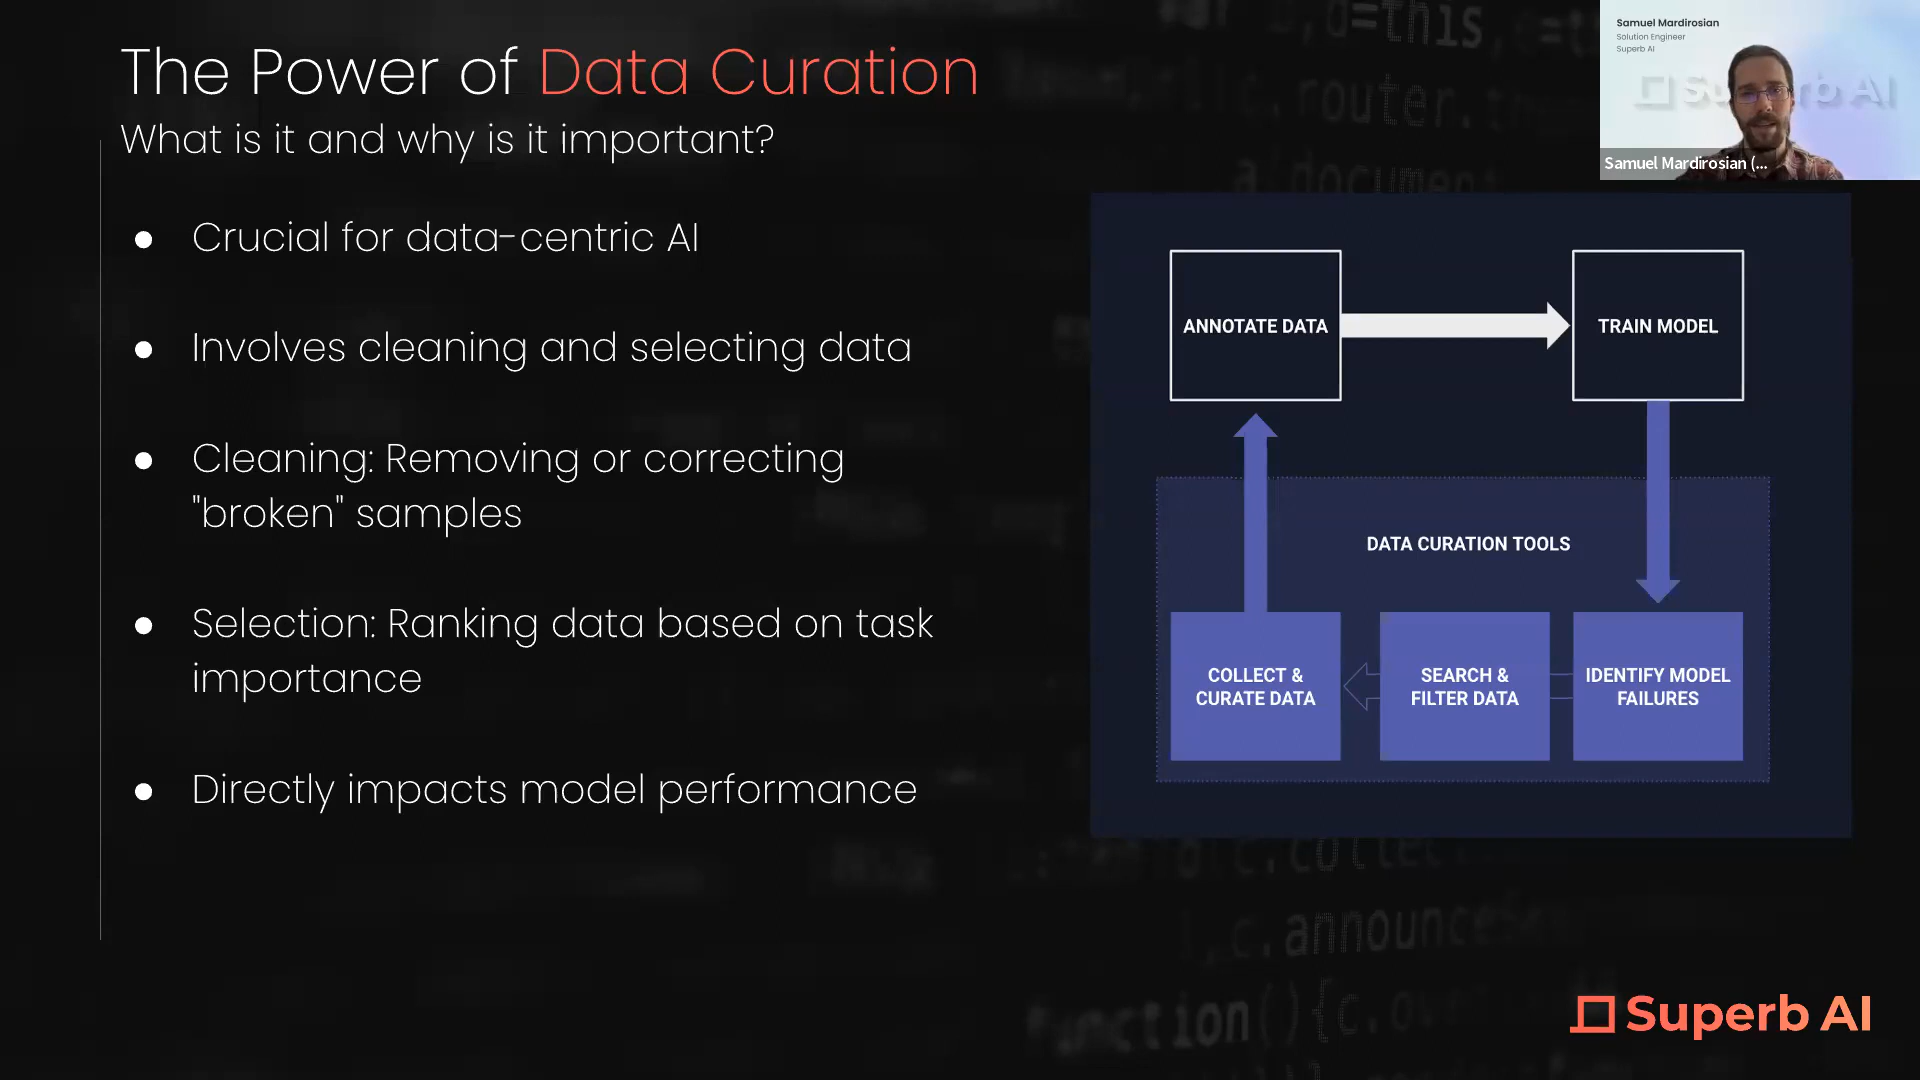 The Power of Data Curation
What is it and why is it important?
Crucial for data-centric AI
Involves cleaning and selecting data
Cleaning: Removing or correcting
"broken" samples
Selection: Ranking data based on task
importance
Directly impacts model performance
Samuel Mardirosian
Solution Engineer
Superb AI
Samuel Mardirosian (...
ANNOTATE DATA
TRAIN MODEL
DATA CURATION TOOLS
COLLECT &
CURATE DATA
SEARCH &
FILTER DATA
IDENTIFY MODEL
FAILURES
Superb AI